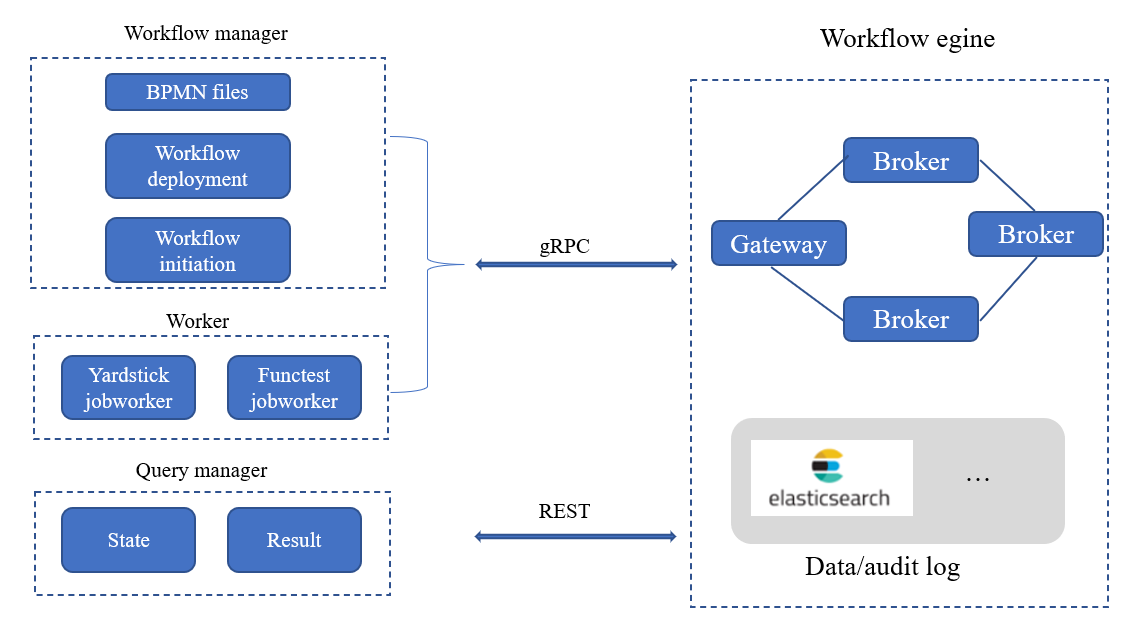 Workflow manager
BPMN files
Workflow
deployment
Workflow
initiation
Worker
Yardstick
jobworker
Functest
jobworker
Query manager
State
Result
gRPC
REST
Workflow egine
Broker
Gateway
Broker
Broker
elasticsearch
...
Data/audit log